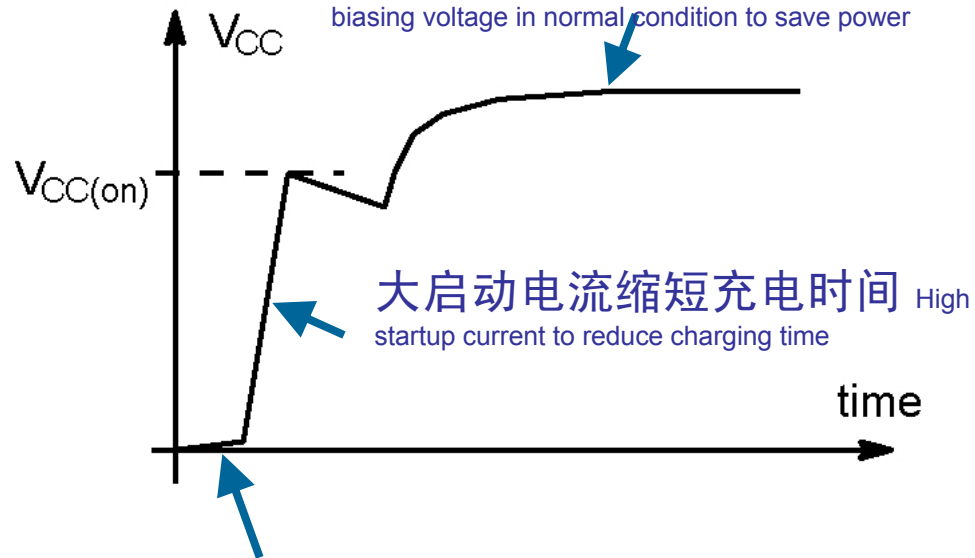 biasing voltage in normal condition to save power
VCC
VCC(on)
大启动电流缩短充电时间 High
startup current to reduce charging time
time